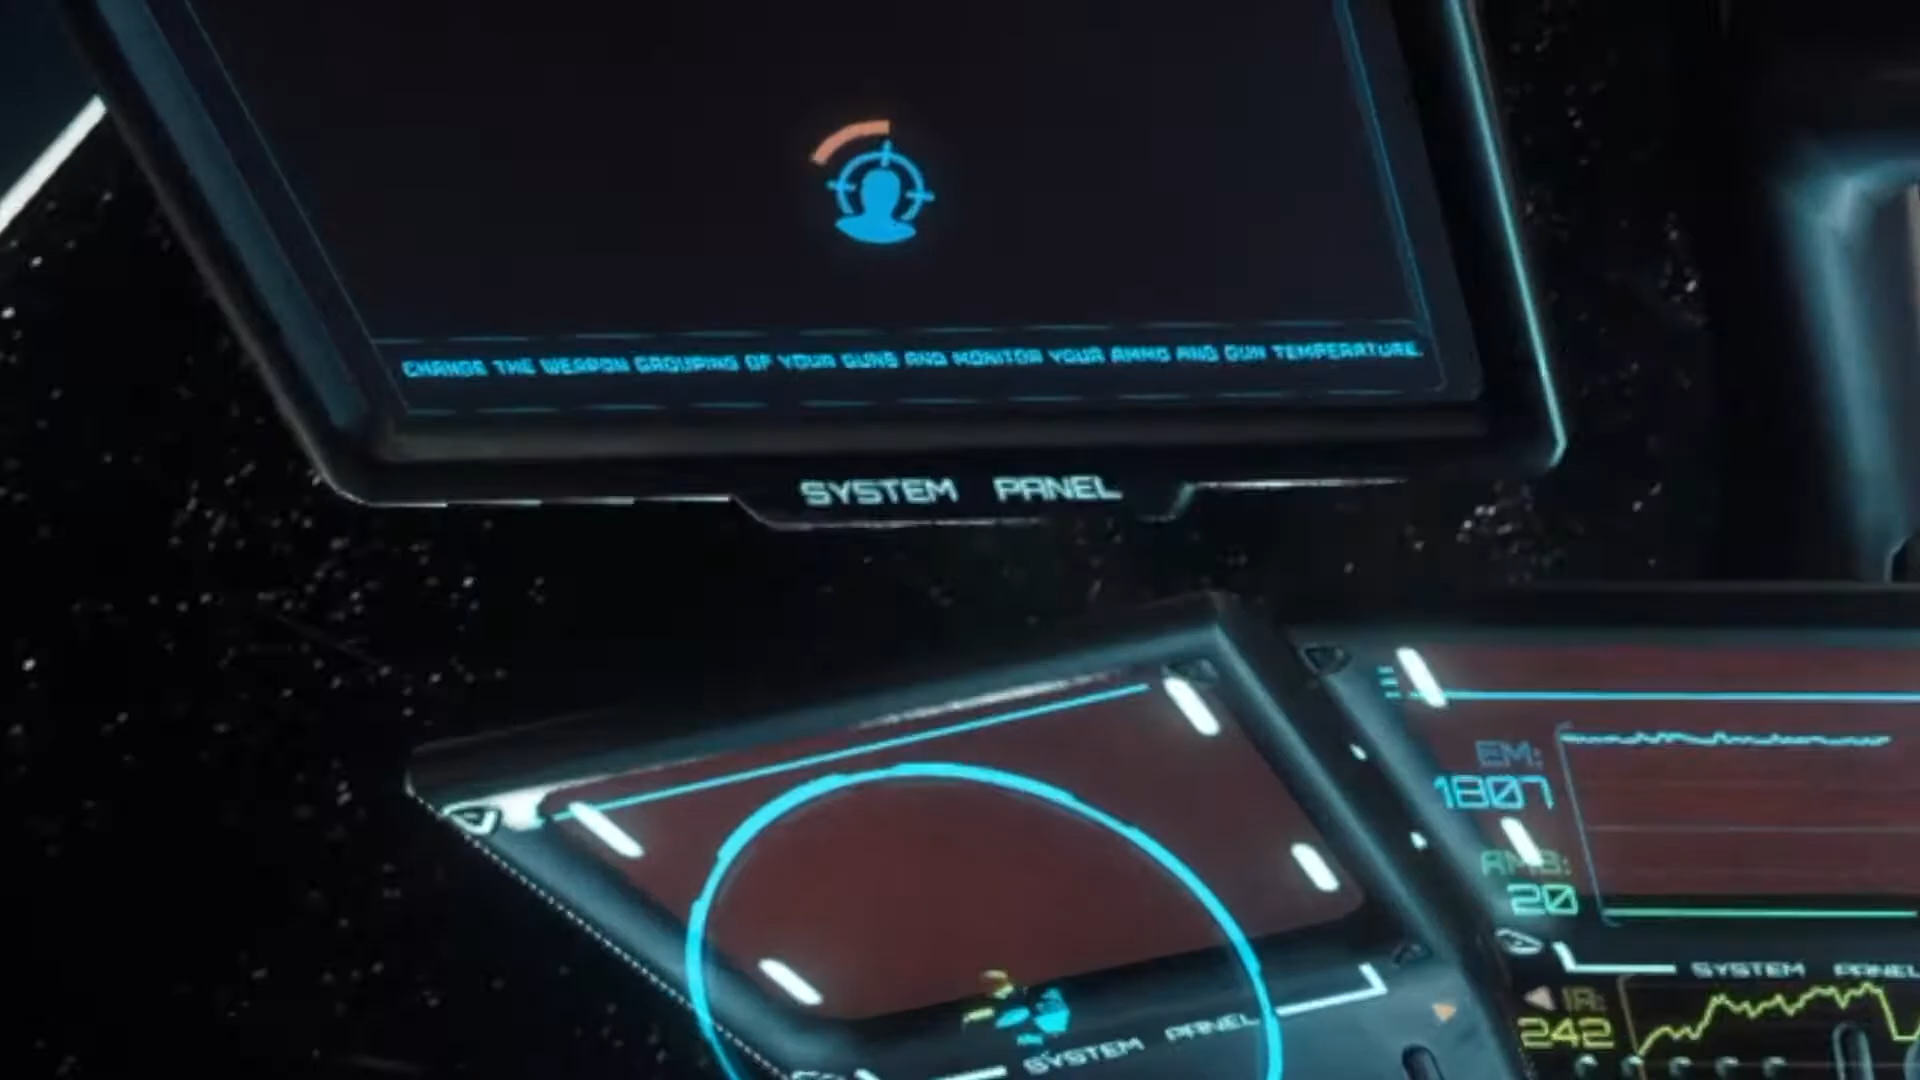 CHANGE THE WEAPON GROUPING OF YOUR GUNS AND MONITOR YOUR AMMO AND GUN TEMPERATURE.
SYSTEM PANEL
EM:
1807
AMB:
20
SYSTEM PANEL
IR:
242
SYSTEM PANEL